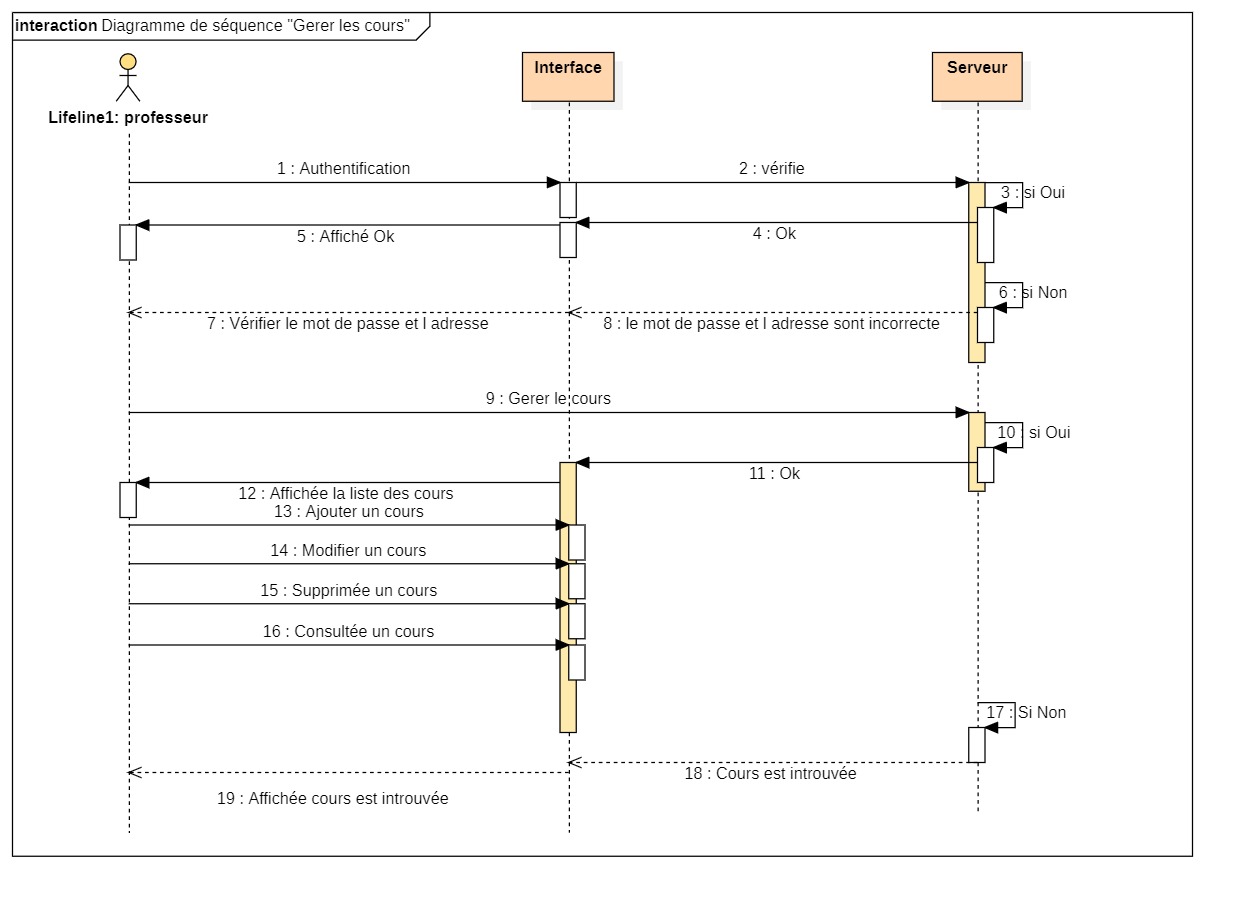 interaction Diagramme de séquence "Gerer les cours"
Interface
Serveur
Lifeline1: professeur
1 : Authentification
2 : vérifie
3 : si Oui
4 : Ok
5 : Affiché Ok
6 : si Non
7 : Vérifier le mot de passe et l adresse
8 : le mot de passe et l adresse sont incorrecte
9 : Gerer le cours
10 : si Oui
11 : Ok
12 : Affichée la liste des cours
13 : Ajouter un cours
14 : Modifier un cours
15 : Supprimée un cours
16 : Consultée un cours
17 : Si Non
18 : Cours est introuvée
19 : Affichée cours est introuvée